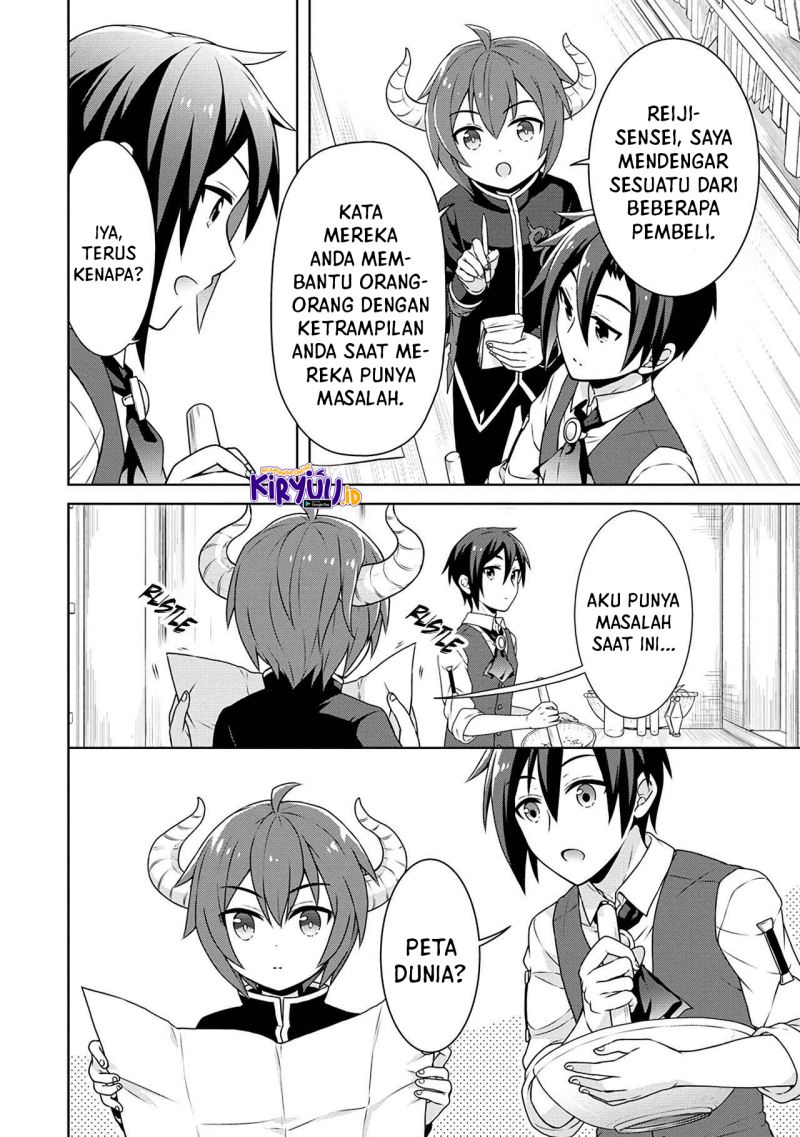 REIJI-
SENSEI, SAYA
MENDENGAR
SESUATU DARI
BEBERAPA
PEMBELI.
KATA
MEREKA
ANDA MEM-
BANTU ORANG-
ORANG DENGAN
KETRAMPILAN
ANDA SAAT ME-
REKA PUNYA
MASALAH.
IYA,
TERUS
KENAPA?
KIRYUU.ID
AKU PUNYA
MASALAH
SAAT INI...
RUSTLE
RUSTLE
PETA
DUNIA?